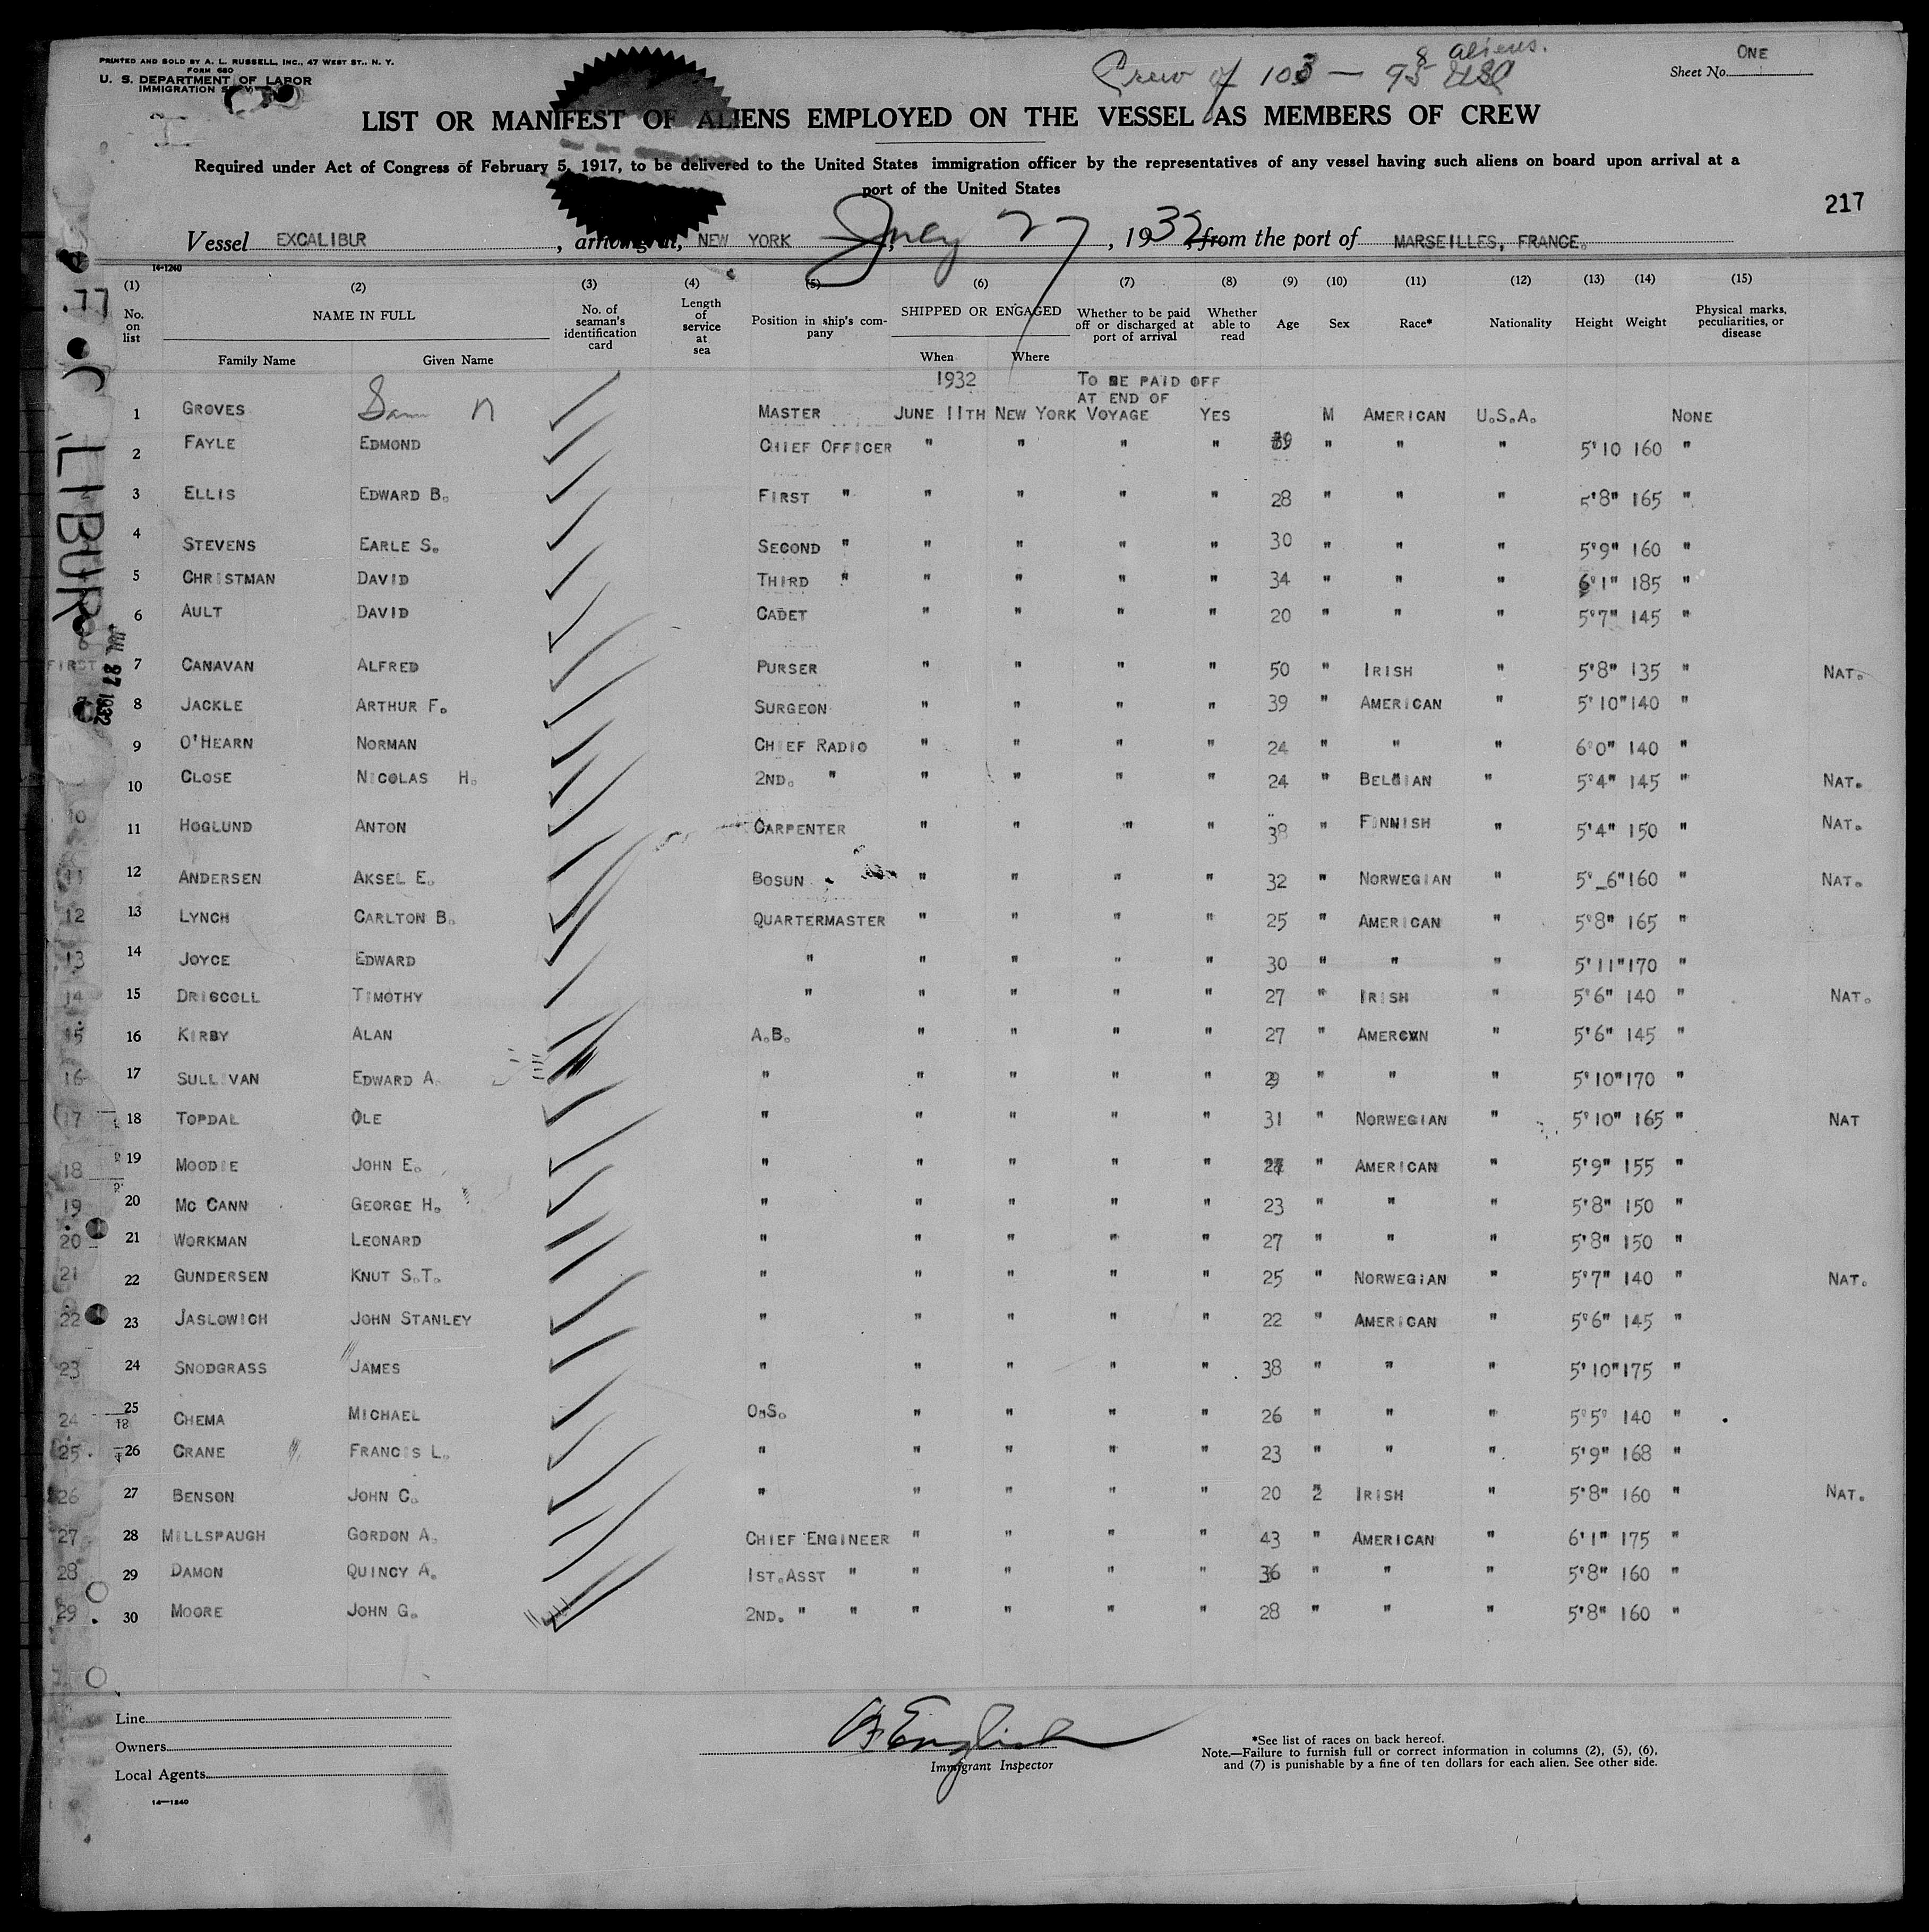 PRINTED AND SOLD BY A. L. RUSSELL, INC., 47 WEST ST., N. Y.
FORM 680
U. S. DEPARTMENT OF LABOR
IMMIGRATION
Crew of 103 — 95 USC
8 aliens.
ONE
Sheet No.
LIST OR MANIFEST OF ALIENS EMPLOYED ON THE VESSEL AS MEMBERS OF CREW
Required under Act of Congress of February 5, 1917, to be delivered to the United States immigration officer by the representatives of any vessel having such aliens on board upon arrival at a
port of the United States
217
Vessel EXCALIBUR, arriving at, NEW YORK, July 27, 1932 from the port of MARSEILLES, FRANCE.
14-1240
(1) (2) (3) (4) (5) (6) (7) (8) (9) (10) (11) (12) (13) (14) (15)
No. on list NAME IN FULL Family Name Given Name No. of seaman's identification card Length of service at sea Position in ship's company SHIPPED OR ENGAGED When Where Whether to be paid off or discharged at port of arrival Whether able to read Age Sex Race* Nationality Height Weight Physical marks, peculiarities, or disease
1932 TO BE PAID OFF
AT END OF
1 GROVES Sam N MASTER JUNE 11TH NEW YORK VOYAGE YES M AMERICAN U.S.A. NONE
2 FAYLE EDMOND CHIEF OFFICER " " " " 39 " " " 5'10 160 "
3 ELLIS EDWARD B. FIRST " " " " " 28 " " " 5'8" 165 "
4 STEVENS EARLE S. SECOND " " " " " 30 " " " 5'9" 160 "
5 CHRISTMAN DAVID THIRD " " " " " 34 " " " 6'1" 185 "
6 AULT DAVID CADET " " " " 20 " " " 5'7" 145 "
7 CANAVAN ALFRED PURSER " " " " 50 " IRISH " 5'8" 135 " NAT.
8 JACKLE ARTHUR F. SURGEON " " " " 39 " AMERICAN " 5'10" 140 "
9 O'HEARN NORMAN CHIEF RADIO " " " " 24 " " " 6'0" 140 "
10 CLOSE NICOLAS H. 2ND. " " " " " 24 " BELGIAN " 5'4" 145 " NAT.
11 HOGLUND ANTON CARPENTER " " " " 38 " FINNISH " 5'4" 150 " NAT.
12 ANDERSEN AKSEL E. BOSUN " " " " 32 " NORWEGIAN " 5'_6" 160 " NAT.
13 LYNCH CARLTON B. QUARTERMASTER " " " " 25 " AMERICAN " 5'8" 165 "
14 JOYCE EDWARD " " " " " 30 " " " 5'11" 170 "
15 DRISCOLL TIMOTHY " " " " " 27 " IRISH " 5'6" 140 " NAT.
16 KIRBY ALAN A.B. " " " " 27 " AMERCAN " 5'6" 145 "
17 SULLIVAN EDWARD A. " " " " " 29 " " " 5'10" 170 "
18 TOPDAL OLE " " " " " 31 " NORWEGIAN " 5'10" 165 " NAT
19 MOODIE JOHN E. " " " " " " AMERICAN " 5'9" 155 "
20 MC CANN GEORGE H. " " " " " 23 " " " 5'8" 150 "
21 WORKMAN LEONARD " " " " " 27 " " " 5'8" 150 "
22 GUNDERSEN KNUT S.T. " " " " " 25 " NORWEGIAN " 5'7" 140 " NAT.
23 JASLOWICH JOHN STANLEY " " " " " 22 " AMERICAN " 5'6" 145 "
24 SNODGRASS JAMES " " " " " 38 " " " 5'10" 175 "
25 CHEMA MICHAEL O.S. " " " " 26 " " " 5'5' 140 "
26 CRANE FRANCIS L. " " " " " 23 " " " 5'9" 168 "
27 BENSON JOHN C. " " " " " 20 " IRISH " 5'8" 160 " NAT.
28 MILLSPAUGH GORDON A. CHIEF ENGINEER " " " " 43 " AMERICAN " 6'1" 175 "
29 DAMON QUINCY A. 1ST.ASST " " " " " 36 " " " 5'8" 160 "
30 MOORE JOHN G. 2ND. " " " " " " 28 " " " 5'8" 160 "
Line
Owners
Local Agents
14—1240
English
Immigrant Inspector
*See list of races on back hereof.
Note.—Failure to furnish full or correct information in columns (2), (5), (6),
and (7) is punishable by a fine of ten dollars for each alien. See other side.
LIBUR
JUL 27 1932
FIRST